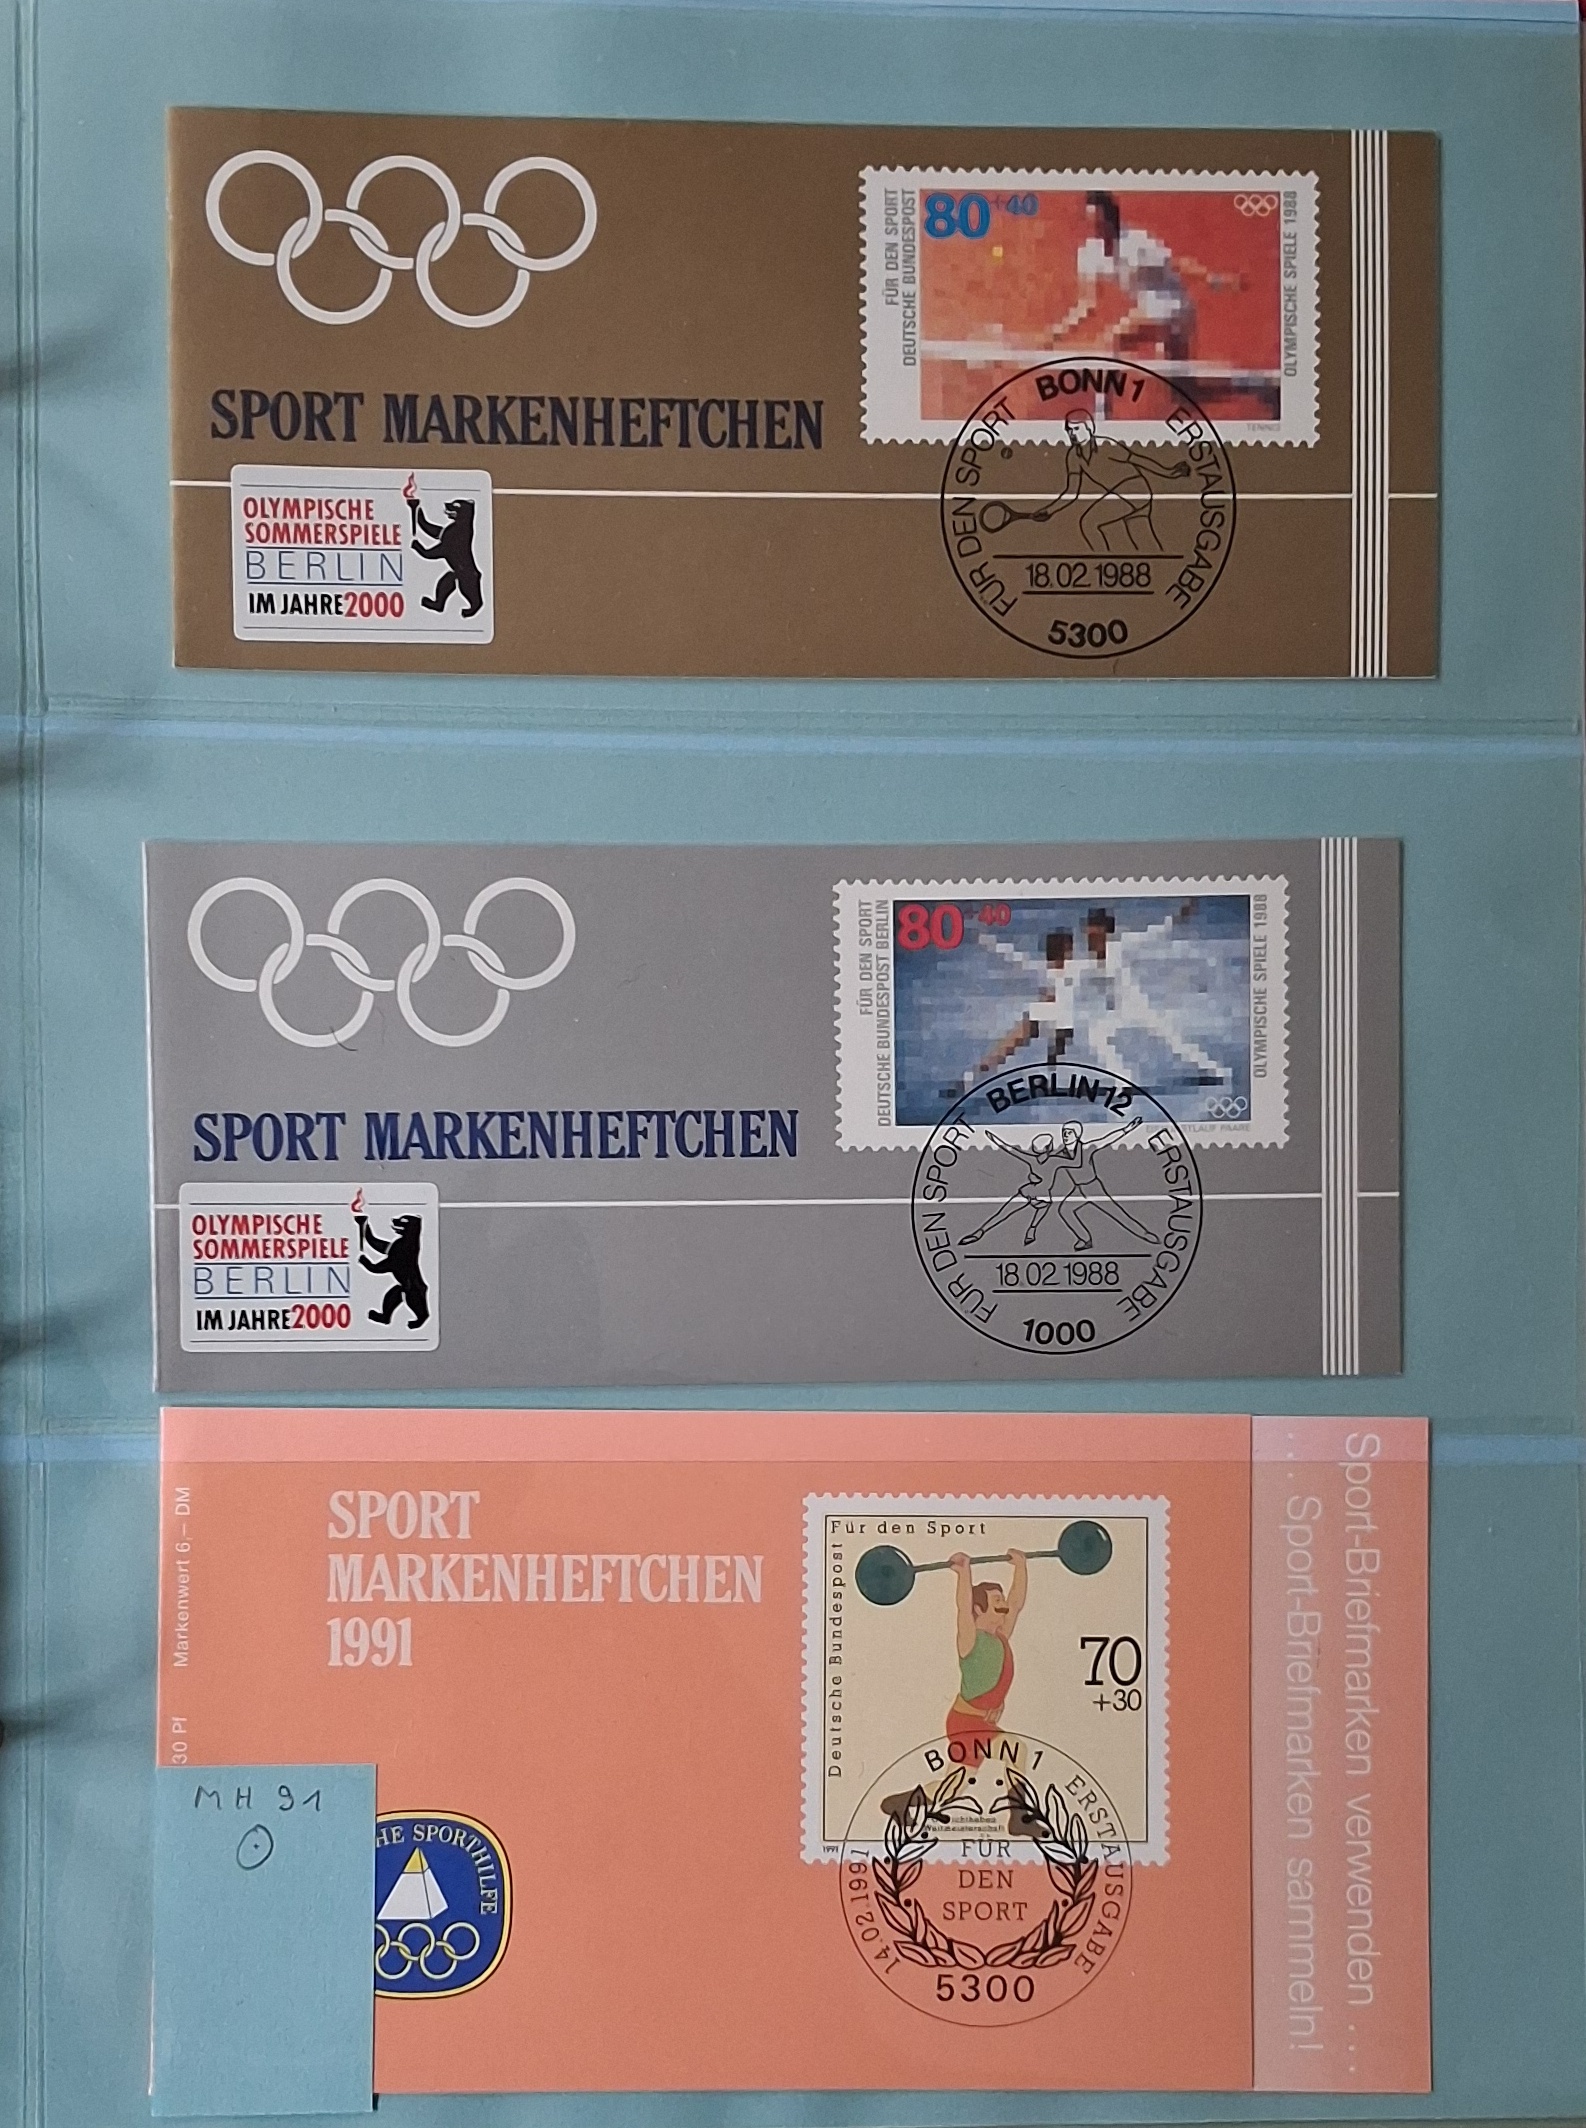 FÜR DEN SPORT
DEUTSCHE BUNDESPOST
80+40
OLYMPISCHE SPIELE 1988
TENNIS
SPORT MARKENHEFTCHEN
OLYMPISCHE
SOMMERSPIELE
BERLIN
IM JAHRE 2000
BONN 1
FÜR DEN SPORT
ERSTAUSGABE
18.02.1988
5300
FÜR DEN SPORT
DEUTSCHE BUNDESPOST BERLIN
80+40
OLYMPISCHE SPIELE 1988
PAARE
SPORT MARKENHEFTCHEN
OLYMPISCHE
SOMMERSPIELE
BERLIN
IM JAHRE 2000
BERLIN 12
FÜR DEN SPORT
ERSTAUSGABE
18.02.1988
1000
30 Pf Markenwert 6,– DM
SPORT
MARKENHEFTCHEN
1991
Für den Sport
Deutsche Bundespost
70
+30
Weltmeisterschaft
1991
BONN 1
ERSTAUSGABE
14.02.1991
FÜR
DEN
SPORT
5300
MH 91
SPORTHILFE
Sport-Briefmarken verwenden ...
... Sport-Briefmarken sammeln!